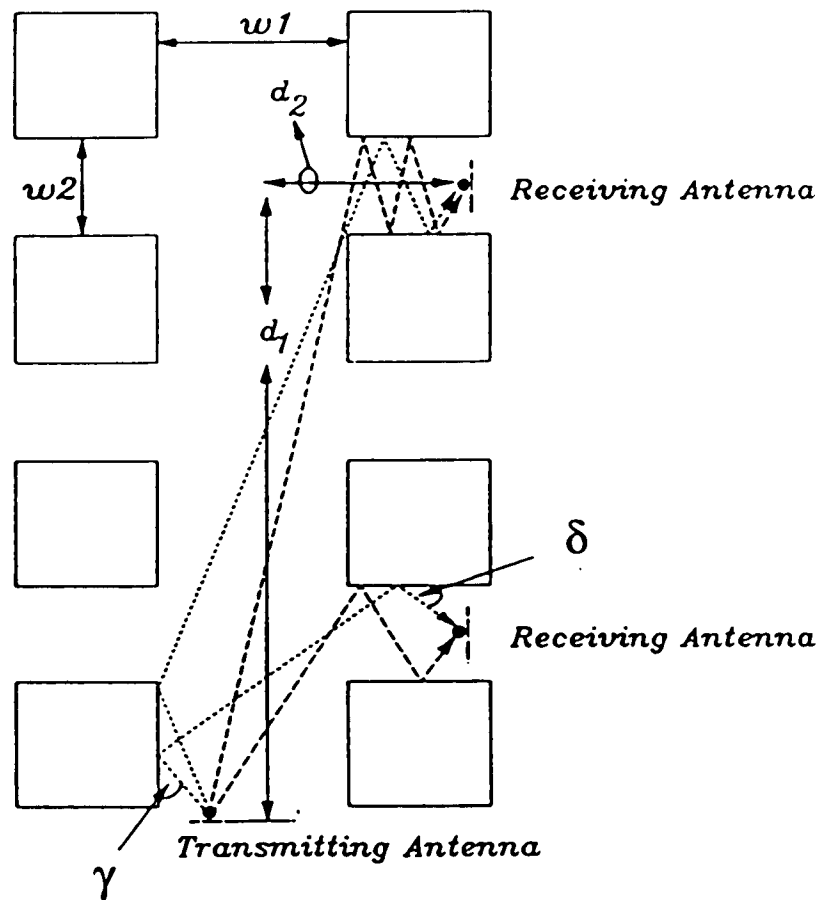 w1
d2
w2
Receiving Antenna
d1
δ
Receiving Antenna
Transmitting Antenna
γ